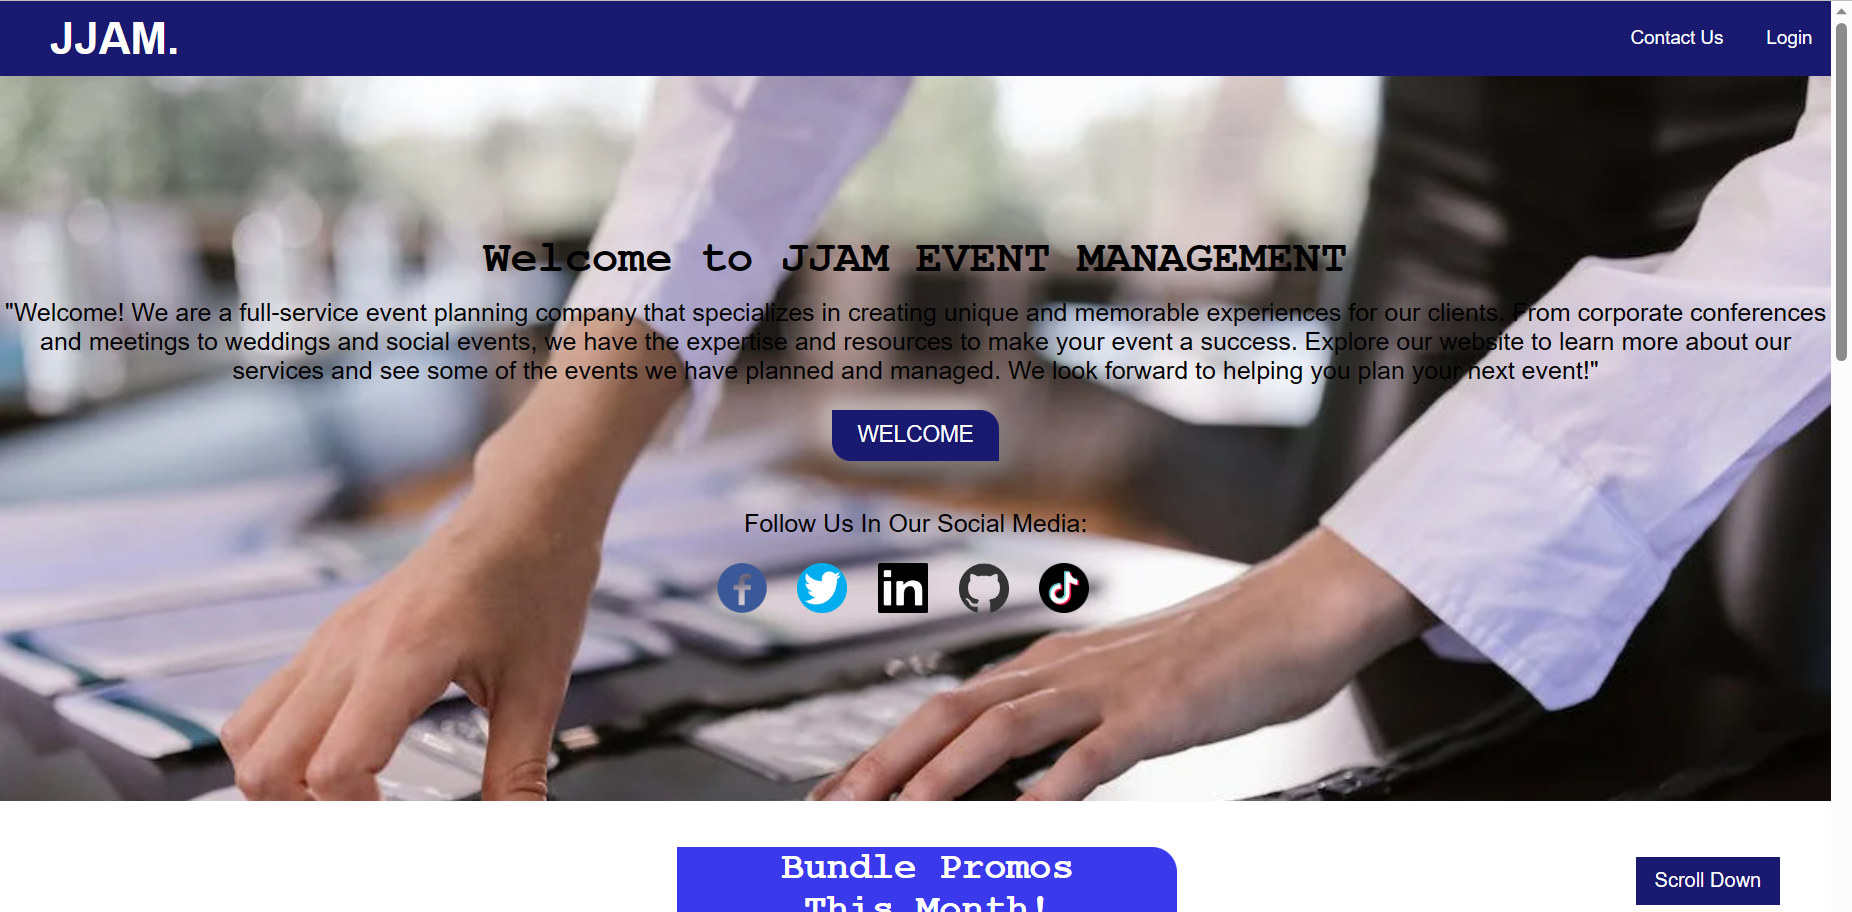 JJAM.
Contact Us
Login
Welcome to JJAM EVENT MANAGEMENT
"Welcome! We are a full-service event planning company that specializes in creating unique and memorable experiences for our clients. From corporate conferences
and meetings to weddings and social events, we have the expertise and resources to make your event a success. Explore our website to learn more about our
services and see some of the events we have planned and managed. We look forward to helping you plan your next event!"
WELCOME
Follow Us In Our Social Media:
f
in
Bundle Promos
This Month!
Scroll Down